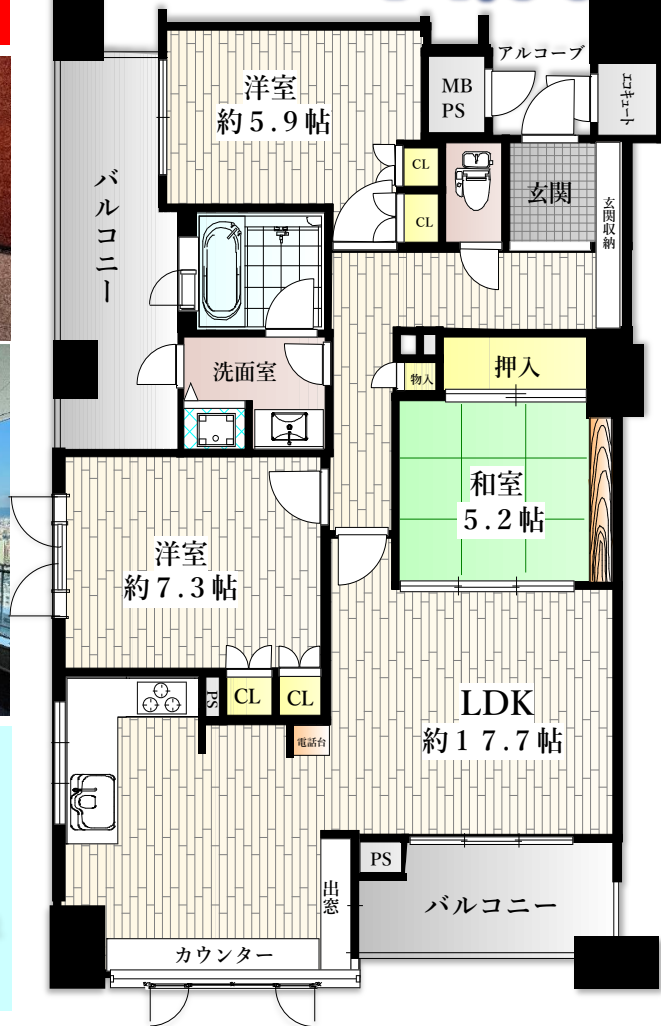 アルコーブ
洋室
約5.9帖
MB
PS
エコキュート
CL
玄関
バルコニー
CL
玄関収納
洗面室
物入
押入
和室
5.2帖
洋室
約7.3帖
PS
CL
CL
LDK
約17.7帖
電話台
PS
出窓
バルコニー
カウンター